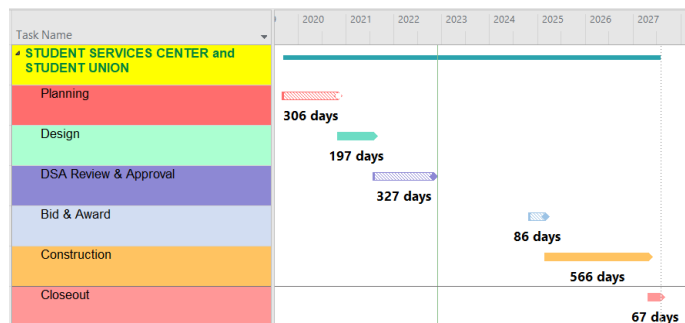 Task Name
2020 2021 2022 2023 2024 2025 2026 2027
STUDENT SERVICES CENTER and
STUDENT UNION
Planning
306 days
Design
197 days
DSA Review & Approval
327 days
Bid & Award
86 days
Construction
566 days
Closeout
67 days